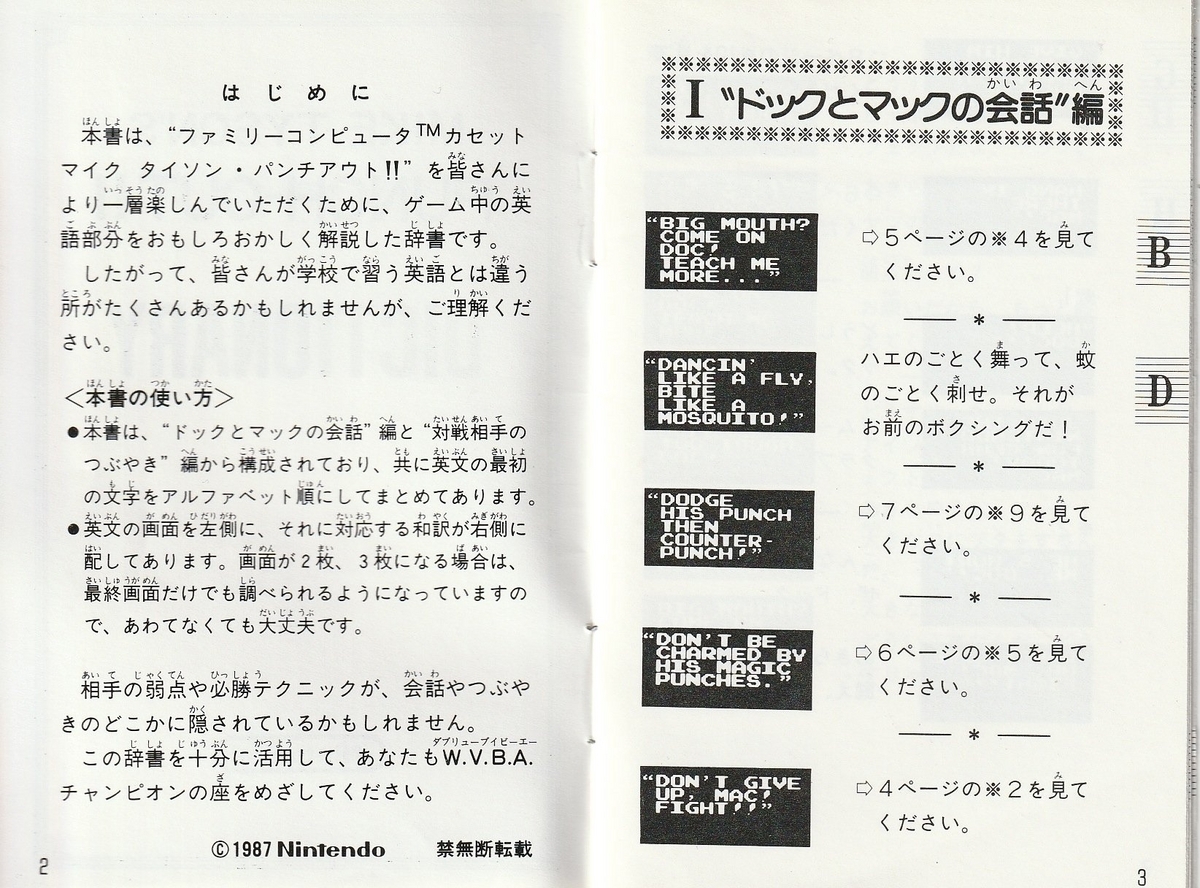 はじめに
本書は、“ファミリーコンピュータTMカセット
マイク タイソン・パンチアウト!!” を皆さんに
より一層楽しんでいただくために、ゲーム中の英
語部分をおもしろおかしく解説した辞書です。
したがって、皆さんが学校で習う英語とは違う
所がたくさんあるかもしれませんが、ご理解くだ
さい。
<本書の使い方>
●本書は、“ドックとマックの会話” 編と “対戦相手の
つぶやき” 編から構成されており、共に英文の最初
の文字をアルファベット順にしてまとめてあります。
●英文の画面を左側に、それに対応する和訳が右側に
配してあります。画面が2枚、3枚になる場合は、
最終画面だけでも調べられるようになっていますの
で、あわてなくても大丈夫です。
相手の弱点や必勝テクニックが、会話やつぶや
きのどこかに隠されているかもしれません。
この辞書を十分に活用して、あなたもW.V.B.A.
チャンピオンの座をめざしてください。
©1987 Nintendo 禁無断転載
2
I “ドックとマックの会話”編
“BIG MOUTH?
COME ON
DOC!
TEACH ME
MORE...”
⇨5ページの※4を見て
ください。
＊
“DANCIN'
LIKE A FLY,
BITE
LIKE A
MOSQUITO!”
ハエのごとく舞って、蚊
のごとく刺せ。それが
お前のボクシングだ！
＊
“DODGE
HIS PUNCH
THEN
COUNTER-
PUNCH!”
⇨7ページの※9を見て
ください。
＊
“DON'T BE
CHARMED BY
HIS MAGIC
PUNCHES.”
⇨6ページの※5を見て
ください。
＊
“DON'T GIVE
UP, MAC!
FIGHT!!”
⇨4ページの※2を見て
ください。
B
D
3